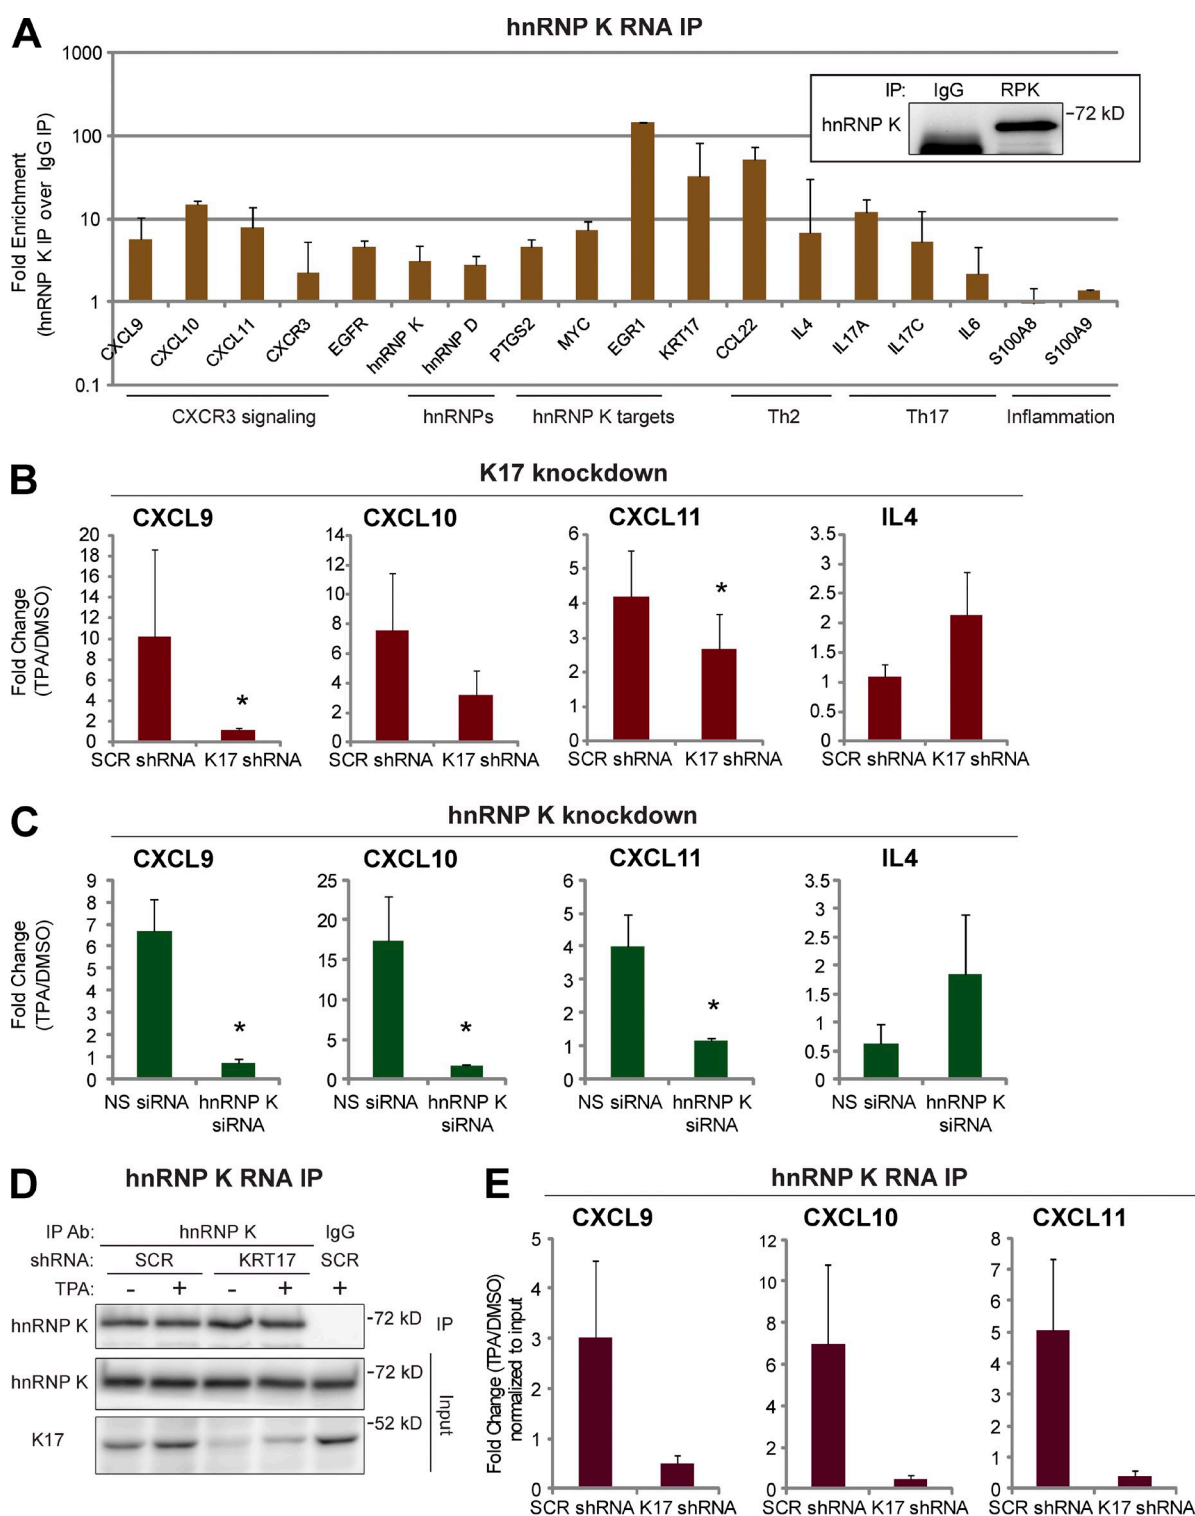 A
hnRNP K RNA IP
Fold Enrichment
(hnRNP K IP over IgG IP)
1000
100
10
1
0.1
IP: IgG RPK
hnRNP K
-72 kD
CXCL9 CXCL10 CXCL11 CXCR3 EGFR hnRNP K hnRNP D PTGS2 MYC EGR1 KRT17 CCL22 IL4 IL17A IL17C IL6 S100A8 S100A9
CXCR3 signaling hnRNPs hnRNP K targets Th2 Th17 Inflammation
B
K17 knockdown
Fold Change
(TPA/DMSO)
CXCL9
20
18
16
14
12
10
8
6
4
2
0
*
SCR shRNA K17 shRNA
CXCL10
14
12
10
8
6
4
2
0
SCR shRNA K17 shRNA
CXCL11
6
5
4
3
2
1
0
*
SCR shRNA K17 shRNA
IL4
3.5
3
2.5
2
1.5
1
0.5
0
SCR shRNA K17 shRNA
C
hnRNP K knockdown
Fold Change
(TPA/DMSO)
CXCL9
9
8
7
6
5
4
3
2
1
0
*
NS siRNA hnRNP K
siRNA
CXCL10
25
20
15
10
5
0
*
NS siRNA hnRNP K
siRNA
CXCL11
6
5
4
3
2
1
0
*
NS siRNA hnRNP K
siRNA
IL4
3.5
3
2.5
2
1.5
1
0.5
0
NS siRNA hnRNP K
siRNA
D
hnRNP K RNA IP
IP Ab: hnRNP K IgG
shRNA: SCR KRT17 SCR
TPA: - + - + +
hnRNP K -72 kD IP
hnRNP K -72 kD
K17 -52 kD
Input
E
hnRNP K RNA IP
Fold Change (TPA/DMSO)
normalized to input
CXCL9
5
4
3
2
1
0
SCR shRNA K17 shRNA
CXCL10
12
10
8
6
4
2
0
SCR shRNA K17 shRNA
CXCL11
8
7
6
5
4
3
2
1
0
SCR shRNA K17 shRNA